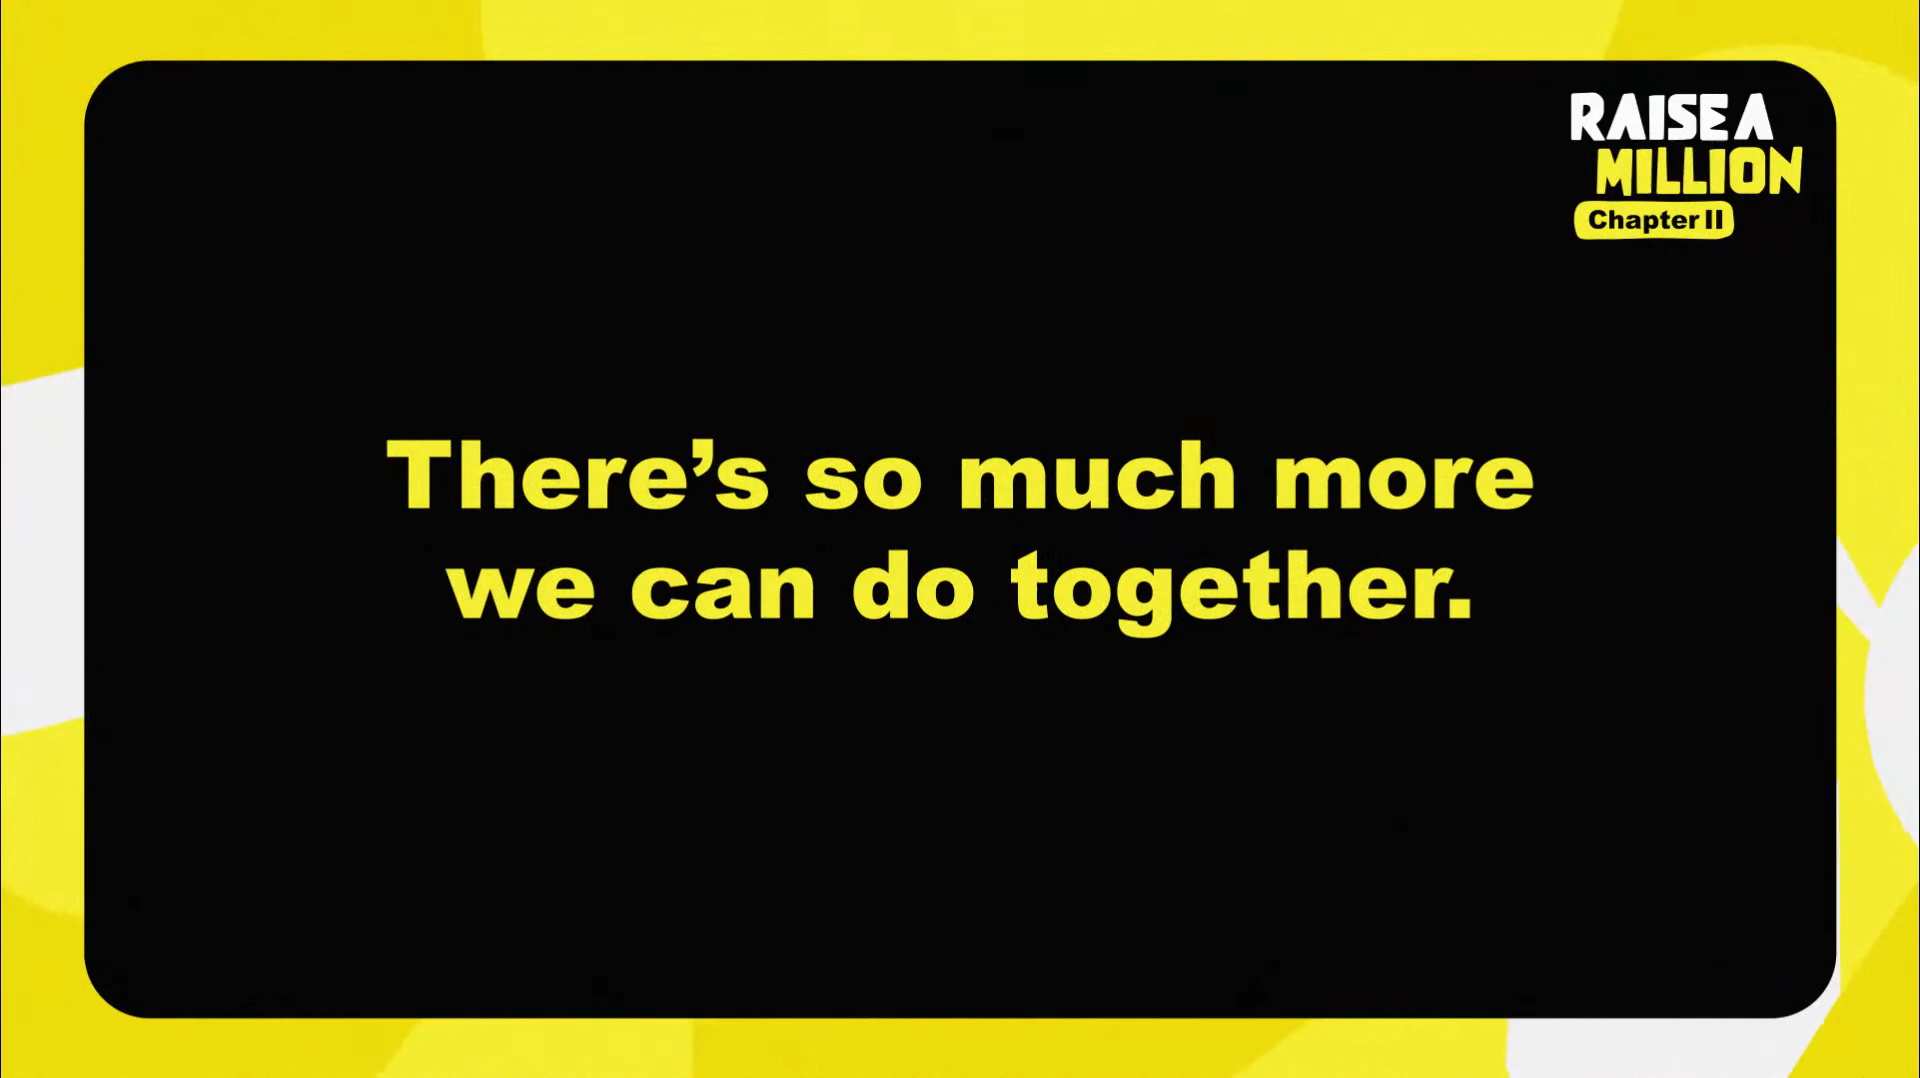 RAISE A
MILLION
Chapter II
There’s so much more
we can do together.